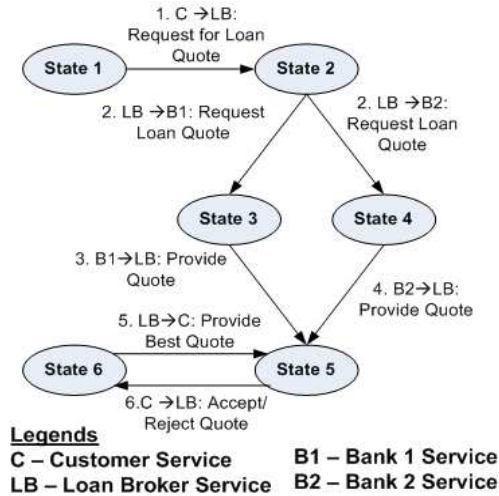 1. C →LB:
Request for Loan
Quote
State 1
State 2
2. LB →B1: Request
Loan Quote
2. LB →B2:
Request Loan
Quote
State 3
State 4
3. B1→LB: Provide
Quote
4. B2→LB:
Provide Quote
5. LB→C: Provide
Best Quote
State 6
State 5
6.C →LB: Accept/
Reject Quote
Legends
C – Customer Service
B1 – Bank 1 Service
LB – Loan Broker Service
B2 – Bank 2 Service